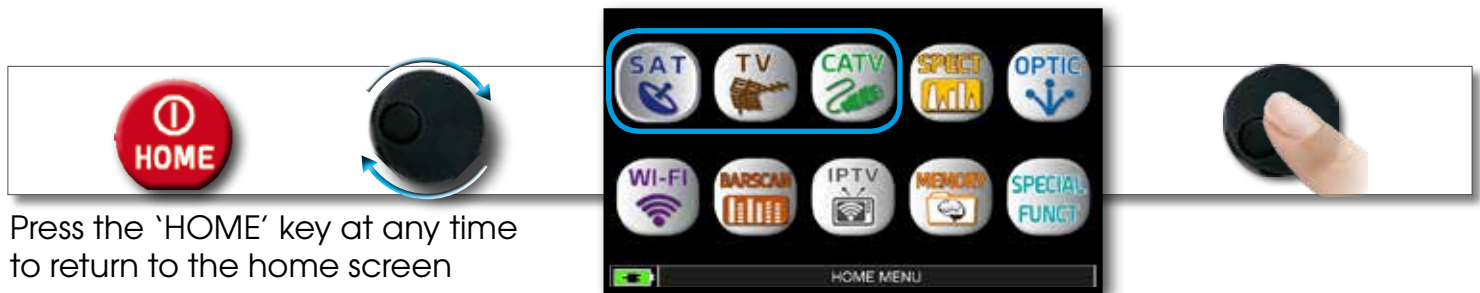 HOME
SAT
TV
CATV
SPECT
OPTIC
WI-FI
BARSCAN
IPTV
MEMORY
SPECIAL
FUNCT
HOME MENU
Press the ‘HOME’ key at any time
to return to the home screen